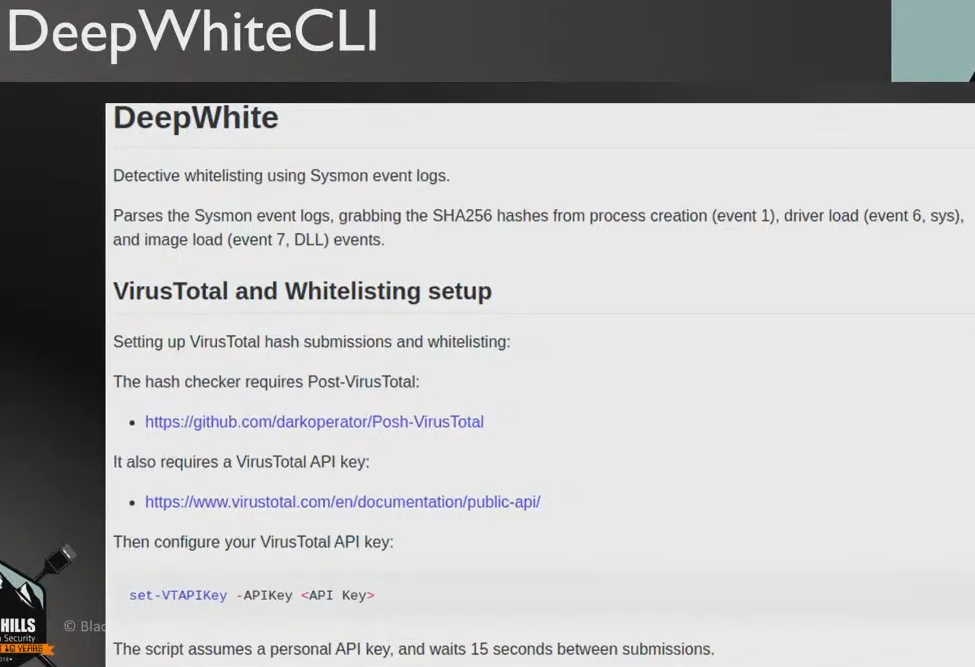 DeepWhiteCLI
DeepWhite
Detective whitelisting using Sysmon event logs.
Parses the Sysmon event logs, grabbing the SHA256 hashes from process creation (event 1), driver load (event 6, sys),
and image load (event 7, DLL) events.
VirusTotal and Whitelisting setup
Setting up VirusTotal hash submissions and whitelisting:
The hash checker requires Post-VirusTotal:
• https://github.com/darkoperator/Posh-VirusTotal
It also requires a VirusTotal API key:
• https://www.virustotal.com/en/documentation/public-api/
Then configure your VirusTotal API key:
set-VTAPIKey -APIKey <API Key>
The script assumes a personal API key, and waits 15 seconds between submissions.
HILLS
Security
10 YEARS
© Blac